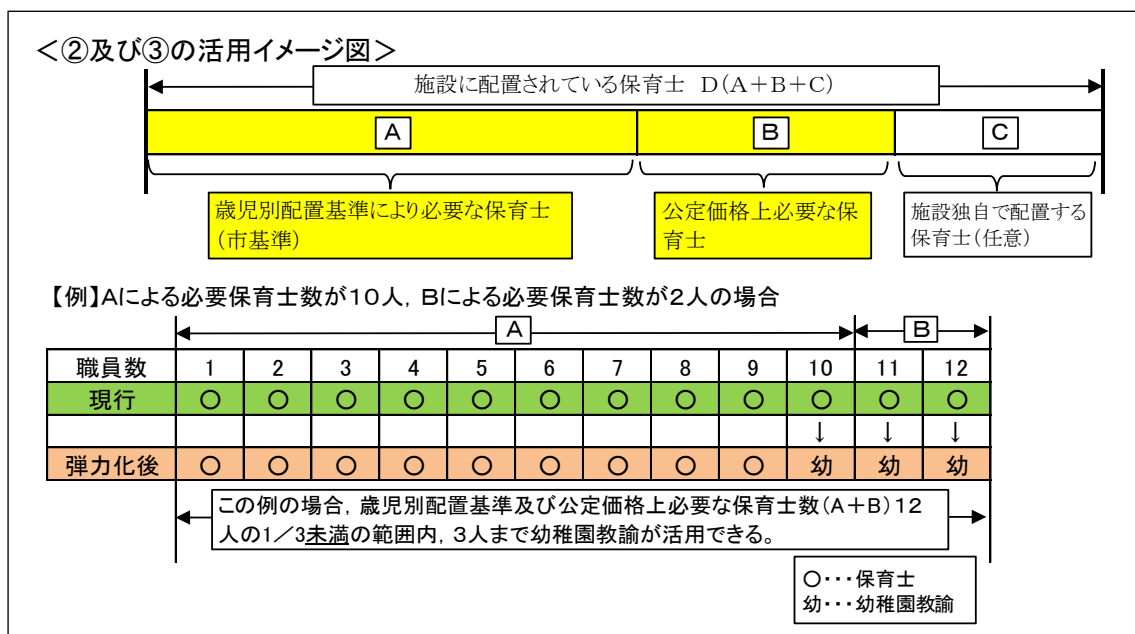 ＜②及び③の活用イメージ図＞
施設に配置されている保育士　D（A＋B＋C）
A　B　C
歳児別配置基準により必要な保育士
（市基準）
公定価格上必要な保
育士
施設独自で配置する
保育士（任意）
【例】Aによる必要保育士数が１０人，Bによる必要保育士数が２人の場合
A　B
職員数　1　2　3　4　5　6　7　8　9　10　11　12
現行　○　○　○　○　○　○　○　○　○　○　○　○
↓　↓　↓
弾力化後　○　○　○　○　○　○　○　○　○　幼　幼　幼
この例の場合，歳児別配置基準及び公定価格上必要な保育士数（A＋B）１２
人の１／３未満の範囲内，３人まで幼稚園教諭が活用できる。
○・・・保育士
幼・・・幼稚園教諭